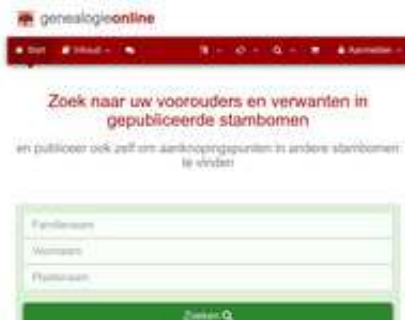 genealogieonline
Start Inhoud Aanmelden
Zoek naar uw voorouders en verwanten in
gepubliceerde stambomen
en publiceer ook zelf om aanknopingspunten in andere stambomen
te vinden
Familienaam
Voornaam
Plaatsnaam
Zoeken